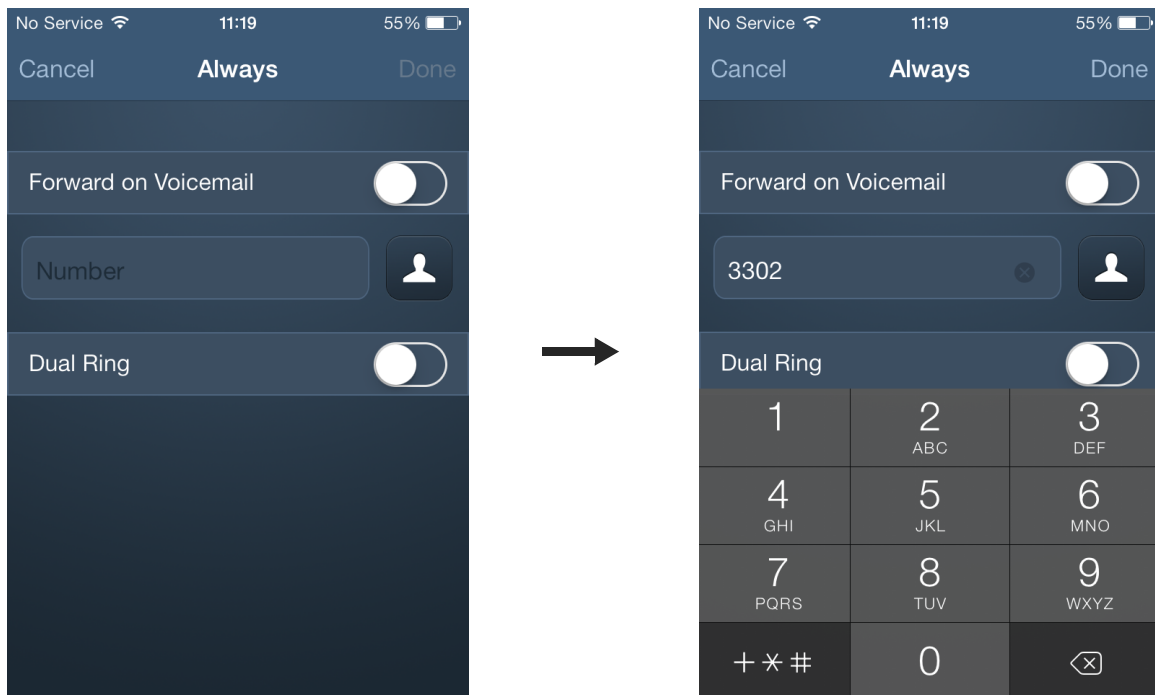 No Service 11:19 55%
Cancel Always Done
Forward on Voicemail
Number
Dual Ring
No Service 11:19 55%
Cancel Always Done
Forward on Voicemail
3302
Dual Ring
1 2 3
ABC DEF
4 5 6
GHI JKL MNO
7 8 9
PQRS TUV WXYZ
+*# 0